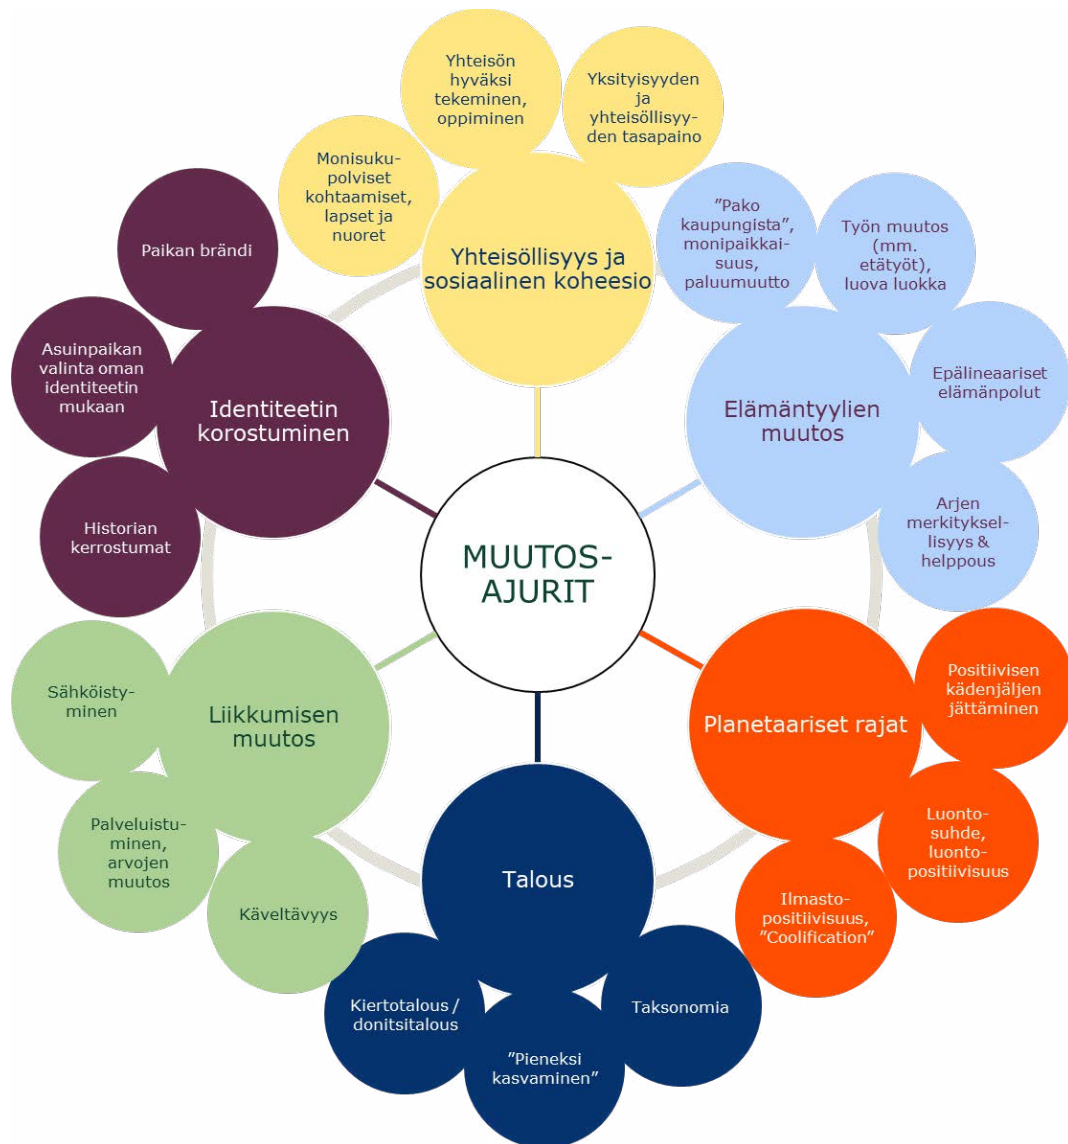 Yhteisön
hyväksi
tekeminen,
oppiminen
Yksityisyyden
ja
yhteisöllisyy-
den tasapaino
Monisuku-
polviset
kohtaamiset,
lapset ja
nuoret
Yhteisöllisyys ja
sosiaalinen koheesio
”Pako
kaupungista”,
monipaikkai-
suus,
paluumuutto
Työn muutos
(mm.
etätyöt),
luova luokka
Epälineaariset
elämänpolut
Arjen
merkityksel-
lisyys &
helppous
Elämäntyylien
muutos
Paikan brändi
Asuinpaikan
valinta oman
identiteetin
mukaan
Historian
kerrostumat
Identiteetin
korostuminen
MUUTOS-
AJURIT
Sähköisty-
minen
Palveluistu-
minen,
arvojen
muutos
Käveltävyys
Liikkumisen
muutos
Planetaariset rajat
Positiivisen
kädenjäljen
jättäminen
Luonto-
suhde,
luonto-
positiivisuus
Ilmasto-
positiivisuus,
”Coolification”
Talous
Kiertotalous /
donitsitalous
”Pieneksi
kasvaminen”
Taksonomia